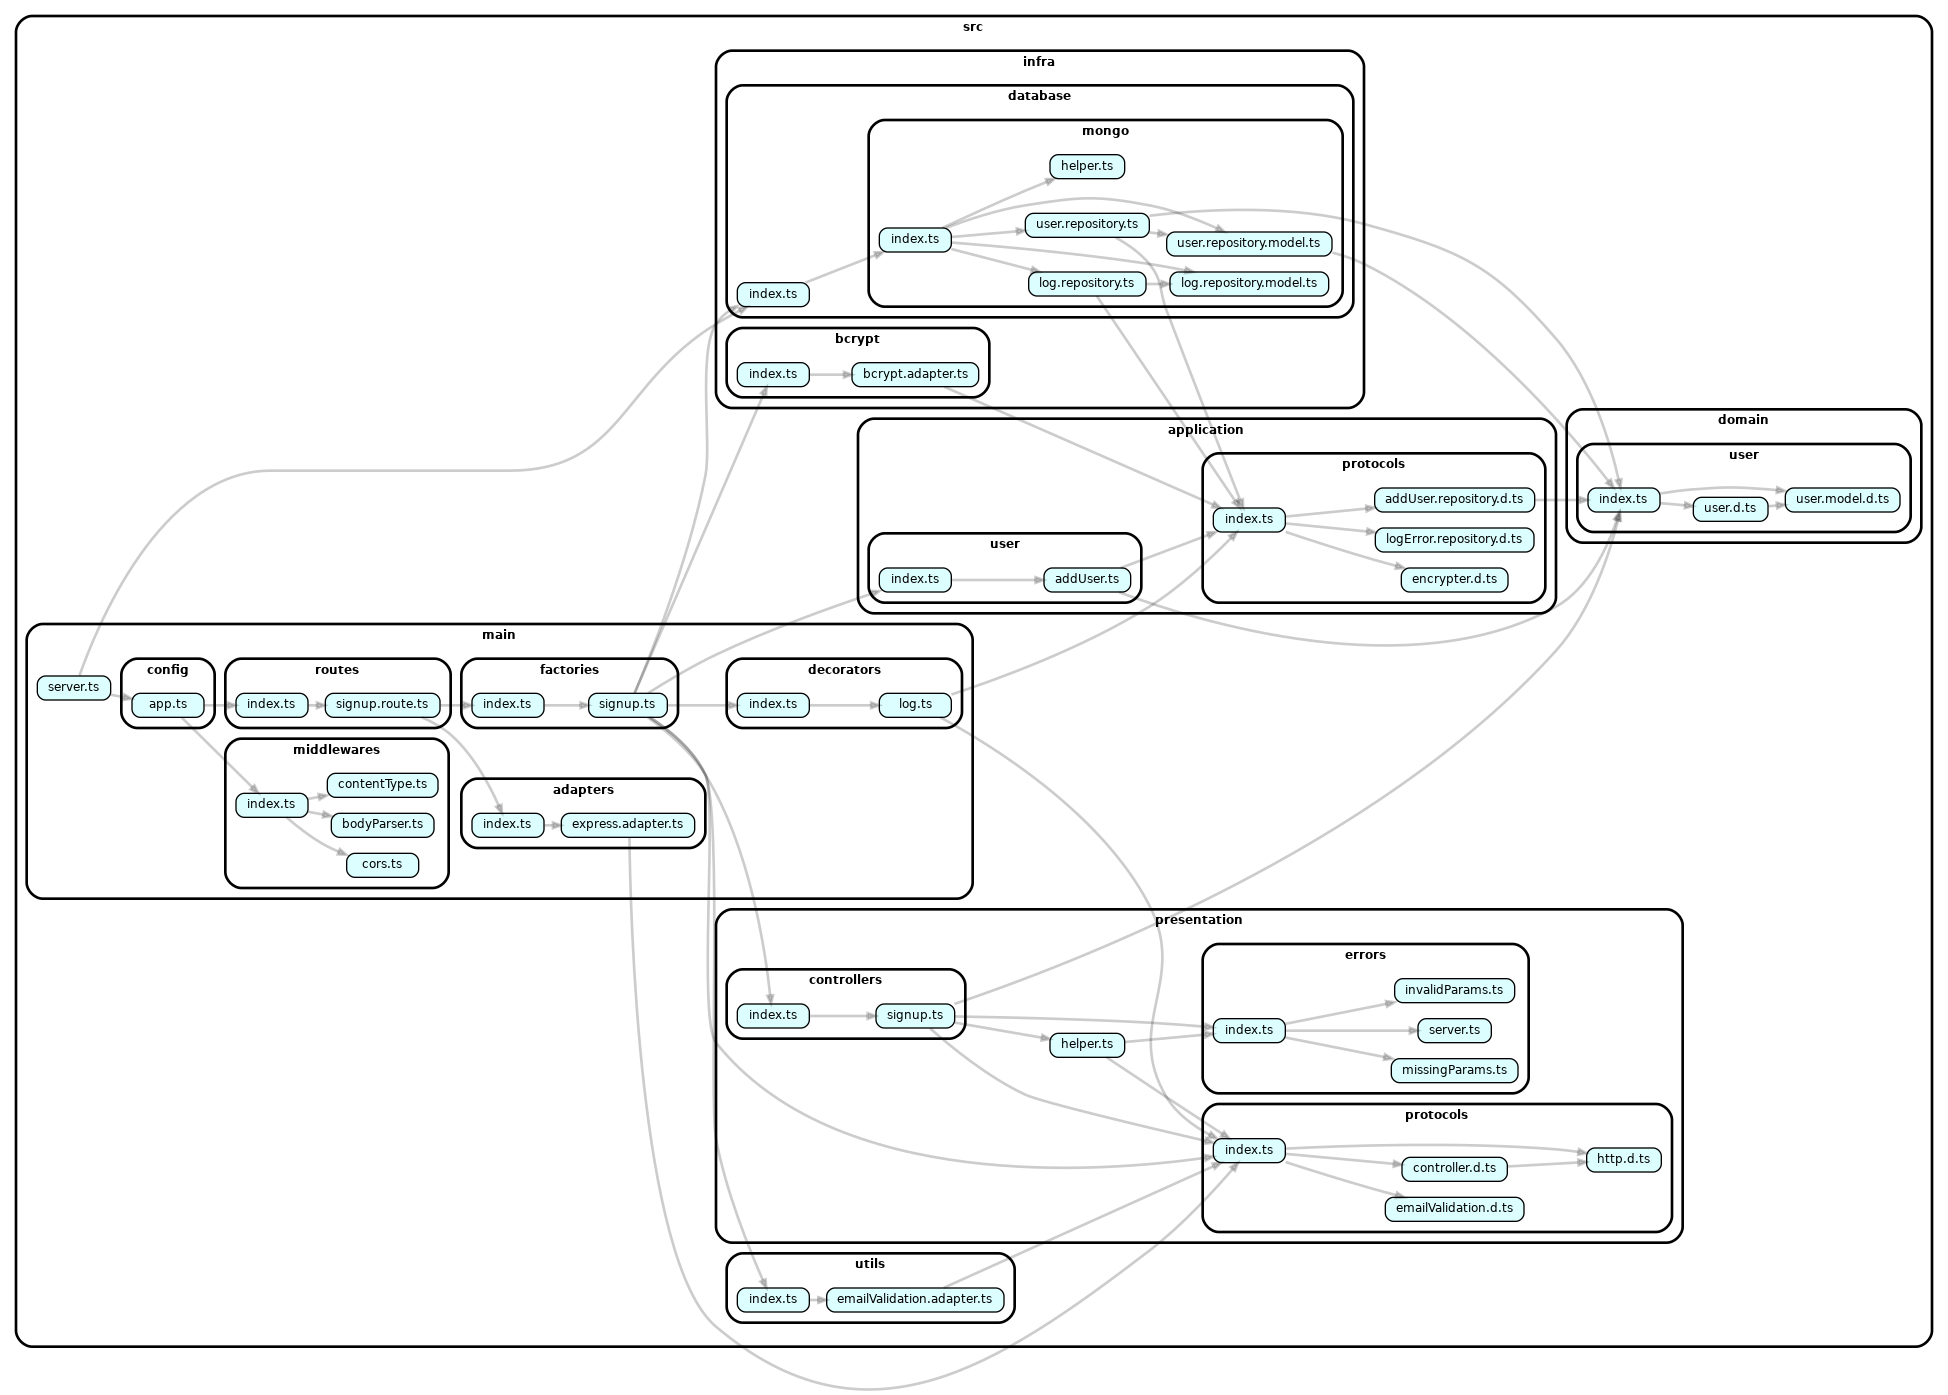 src
infra
database
mongo
helper.ts
index.ts
user.repository.ts
user.repository.model.ts
log.repository.ts
log.repository.model.ts
index.ts
bcrypt
index.ts
bcrypt.adapter.ts
application
protocols
addUser.repository.d.ts
index.ts
logError.repository.d.ts
encrypter.d.ts
user
index.ts
addUser.ts
domain
user
index.ts
user.d.ts
user.model.d.ts
main
server.ts
config
app.ts
routes
index.ts
signup.route.ts
factories
index.ts
signup.ts
decorators
index.ts
log.ts
middlewares
contentType.ts
index.ts
bodyParser.ts
cors.ts
adapters
index.ts
express.adapter.ts
presentation
controllers
index.ts
signup.ts
helper.ts
errors
invalidParams.ts
index.ts
server.ts
missingParams.ts
protocols
index.ts
http.d.ts
controller.d.ts
emailValidation.d.ts
utils
index.ts
emailValidation.adapter.ts